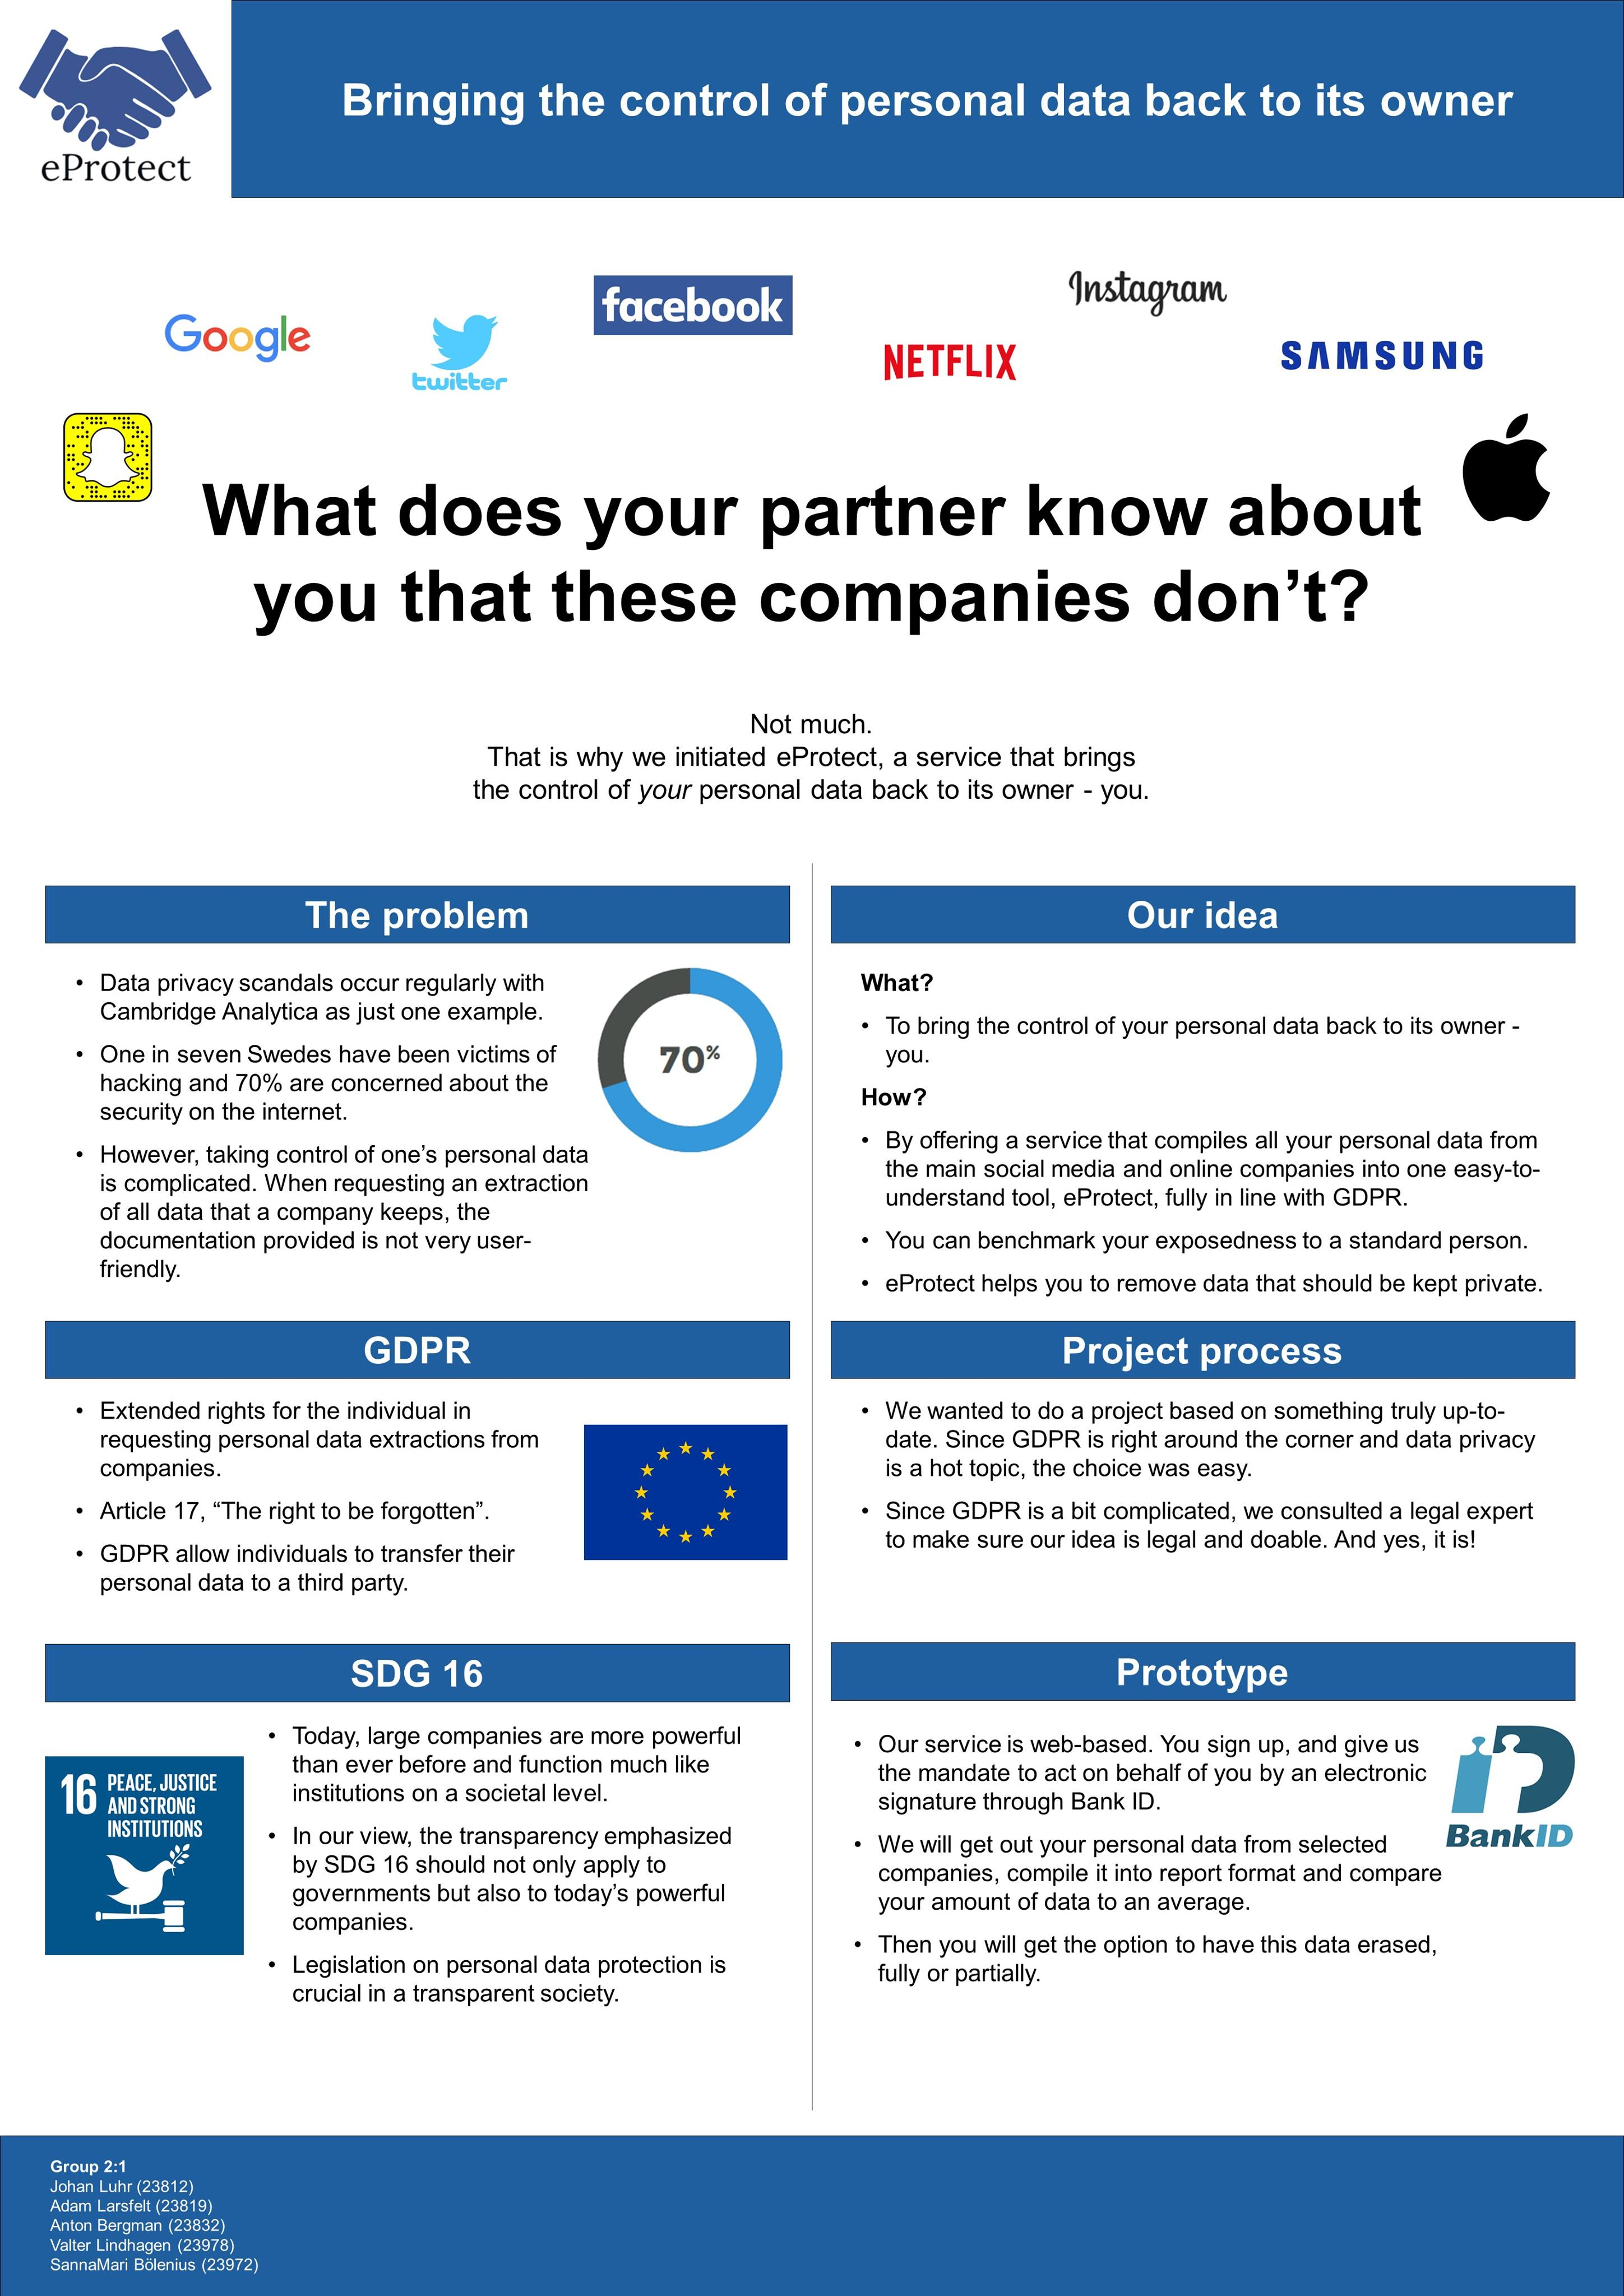 eProtect
Bringing the control of personal data back to its owner
Google
twitter
facebook
NETFLIX
Instagram
SAMSUNG
What does your partner know about
you that these companies don’t?
Not much.
That is why we initiated eProtect, a service that brings
the control of your personal data back to its owner - you.
The problem
• Data privacy scandals occur regularly with
Cambridge Analytica as just one example.
• One in seven Swedes have been victims of
hacking and 70% are concerned about the
security on the internet.
• However, taking control of one’s personal data
is complicated. When requesting an extraction
of all data that a company keeps, the
documentation provided is not very user-
friendly.
70%
GDPR
• Extended rights for the individual in
requesting personal data extractions from
companies.
• Article 17, “The right to be forgotten”.
• GDPR allow individuals to transfer their
personal data to a third party.
SDG 16
16 PEACE, JUSTICE
AND STRONG
INSTITUTIONS
• Today, large companies are more powerful
than ever before and function much like
institutions on a societal level.
• In our view, the transparency emphasized
by SDG 16 should not only apply to
governments but also to today’s powerful
companies.
• Legislation on personal data protection is
crucial in a transparent society.
Our idea
What?
• To bring the control of your personal data back to its owner -
you.
How?
• By offering a service that compiles all your personal data from
the main social media and online companies into one easy-to-
understand tool, eProtect, fully in line with GDPR.
• You can benchmark your exposedness to a standard person.
• eProtect helps you to remove data that should be kept private.
Project process
• We wanted to do a project based on something truly up-to-
date. Since GDPR is right around the corner and data privacy
is a hot topic, the choice was easy.
• Since GDPR is a bit complicated, we consulted a legal expert
to make sure our idea is legal and doable. And yes, it is!
Prototype
• Our service is web-based. You sign up, and give us
the mandate to act on behalf of you by an electronic
signature through Bank ID.
• We will get out your personal data from selected
companies, compile it into report format and compare
your amount of data to an average.
• Then you will get the option to have this data erased,
fully or partially.
iD
BankID
Group 2:1
Johan Luhr (23812)
Adam Larsfelt (23819)
Anton Bergman (23832)
Valter Lindhagen (23978)
SannaMari Bölenius (23972)